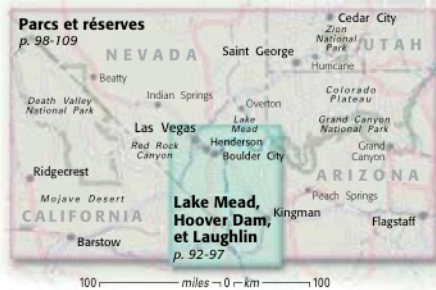 Parcs et réserves
p. 98-109
Cedar City
Zion
National
Park
UTAH
NEVADA
Saint George
Hurricane
Beatty
Indian Springs
Overton
Colorado
Plateau
Death Valley
National Park
Lake
Mead
Las Vegas
Grand Canyon
National Park
Henderson
Red Rock
Canyon
Boulder City
Grand
Canyon
ARIZONA
Ridgecrest
Peach Springs
Mojave Desert
Lake Mead,
Hoover Dam,
et Laughlin
p. 92-97
Kingman
CALIFORNIA
Flagstaff
Barstow
100 miles 0 km 100